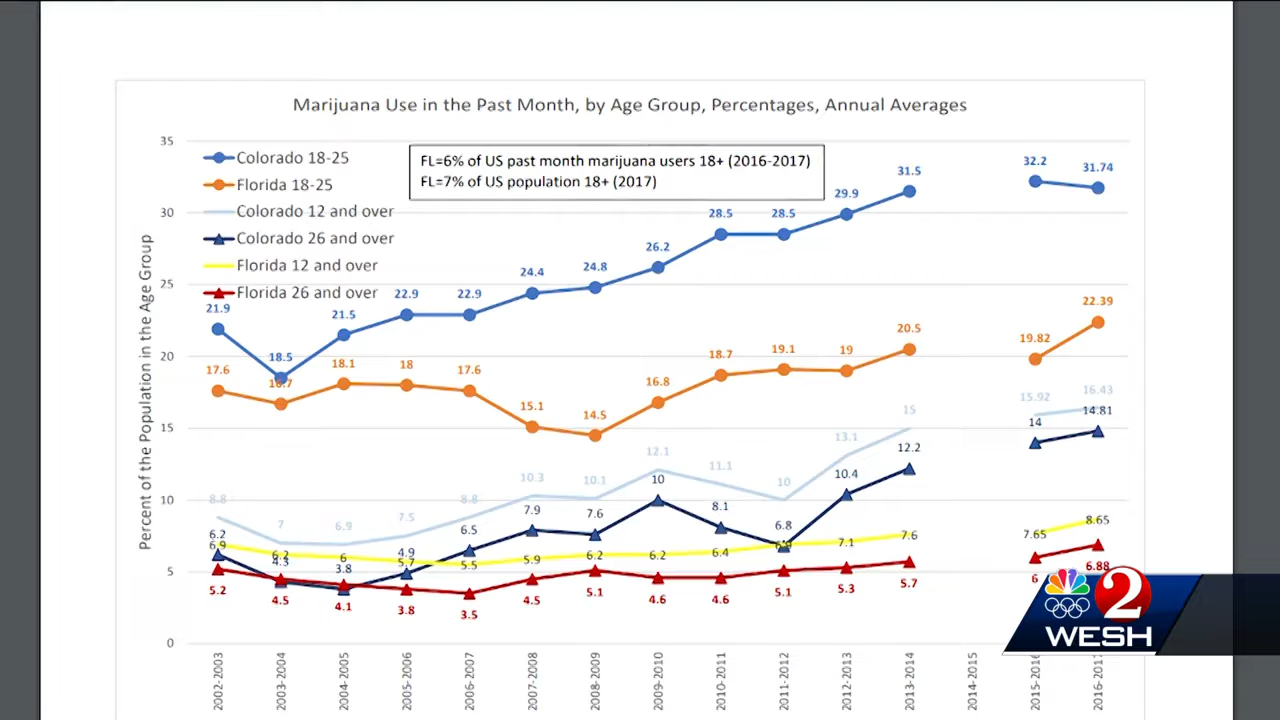 Marijuana Use in the Past Month, by Age Group, Percentages, Annual Averages
Percent of the Population in the Age Group
35
30
25
20
15
10
5
0
Colorado 18-25
Florida 18-25
Colorado 12 and over
Colorado 26 and over
Florida 12 and over
Florida 26 and over
FL=6% of US past month marijuana users 18+ (2016-2017)
FL=7% of US population 18+ (2017)
21.9 18.5 21.5 22.9 22.9 24.4 24.8 26.2 28.5 28.5 29.9 31.5 32.2 31.74
17.6 16.7 18.1 18 17.6 15.1 14.5 16.8 18.7 19.1 19 20.5 19.82 22.39
8.8 7 6.9 7.5 8.8 10.3 10.1 12.1 11.1 10 13.1 15 15.92 16.43
6.2 4.3 3.8 4.9 6.5 7.9 7.6 10 8.1 6.8 10.4 12.2 14 14.81
6.9 6.2 6 5.7 5.5 5.9 6.2 6.2 6.4 6.9 7.1 7.6 7.65 8.65
5.2 4.5 4.1 3.8 3.5 4.5 5.1 4.6 4.6 5.1 5.3 5.7 6 6.88
2002-2003
2003-2004
2004-2005
2005-2006
2006-2007
2007-2008
2008-2009
2009-2010
2010-2011
2011-2012
2012-2013
2013-2014
2014-2015
2015-2016
2016-2017
2
WESH